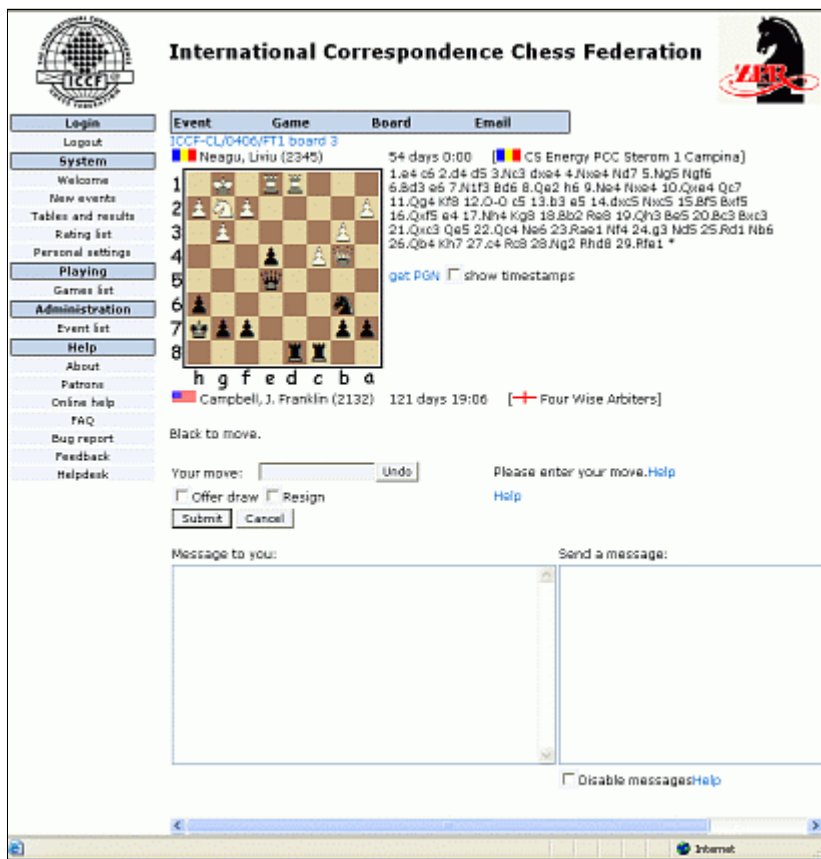 International Correspondence Chess Federation
ICCF
Login
Logout
System
Welcome
New events
Tables and results
Rating list
Personal settings
Playing
Games list
Administration
Event list
Help
About
Patrons
Online help
FAQ
Bug report
Feedback
Helpdesk
Event Game Board Email
ICCF-CL/0406/FT1 board 3
Neagu, Liviu (2345) 54 days 0:00 [CS Energy PCC Sterom 1 Campina]
1.e4 c6 2.d4 d5 3.Nc3 dxe4 4.Nxe4 Nd7 5.Ng5 Ngf6
6.Bd3 e6 7.N1f3 Bd6 8.Qe2 h6 9.Ne4 Nxe4 10.Qxe4 Qc7
11.Qg4 Kf8 12.O-O c5 13.b3 e5 14.dxc5 Nxc5 15.Bf5 Bxf5
16.Qxf5 e4 17.Nh4 Kg8 18.Bb2 Re8 19.Qh3 Be5 20.Bc3 Bxc3
21.Qxc3 Qe5 22.Qc4 Ne6 23.Rae1 Nf4 24.g3 Nd5 25.Rd1 Nb6
26.Qb4 Kh7 27.c4 Rc8 28.Ng2 Rhd8 29.Rfe1 *
get PGN show timestamps
1
2
3
4
5
6
7
8
h g f e d c b a
Campbell, J. Franklin (2132) 121 days 19:06 [Four Wise Arbiters]
Black to move.
Your move: Undo Please enter your move.Help
Offer draw Resign Help
Submit Cancel
Message to you: Send a message:
Disable messagesHelp
Internet